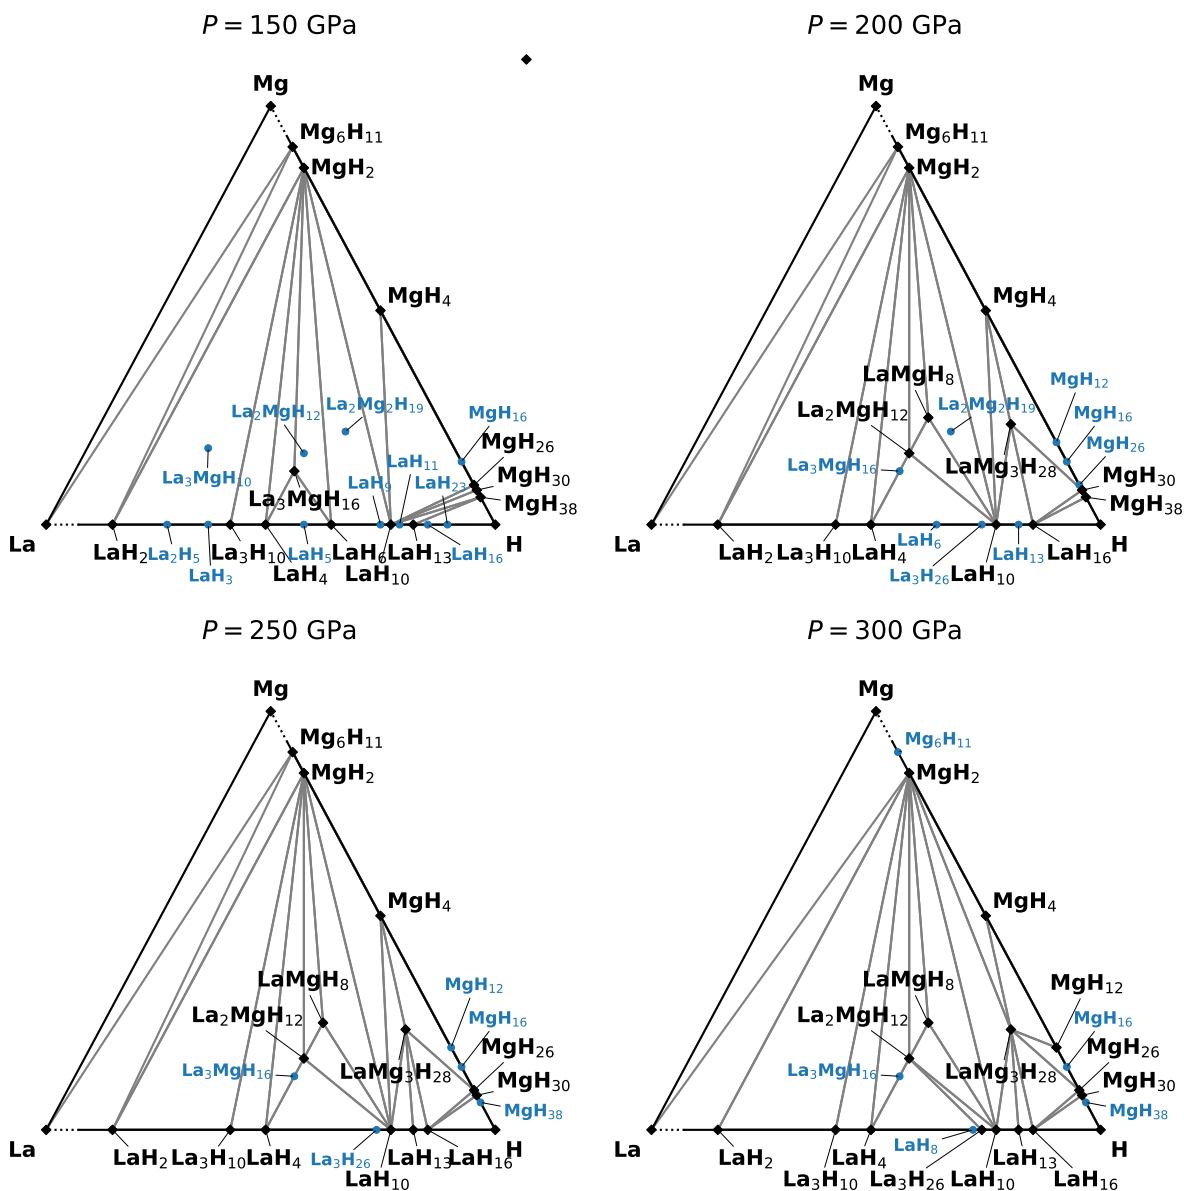 P = 150 GPa
Mg
Mg₆H₁₁
MgH₂
MgH₄
La₂MgH₁₂
La₂Mg₂H₁₉
MgH₁₆
MgH₂₆
La₃MgH₁₀
LaH₁₁
LaH₉
LaH₂₃
MgH₃₀
La₃MgH₁₆
MgH₃₈
La
LaH₂
La₂H₅
La₃H₁₀
LaH₅
LaH₆
LaH₁₃
LaH₁₆
H
LaH₃
LaH₄
LaH₁₀
P = 200 GPa
Mg
Mg₆H₁₁
MgH₂
MgH₄
LaMgH₈
MgH₁₂
La₂MgH₁₂
La₂Mg₂H₁₉
MgH₁₆
MgH₂₆
La₃MgH₁₆
LaMg₃H₂₈
MgH₃₀
MgH₃₈
La
LaH₂
La₃H₁₀
LaH₄
LaH₆
LaH₁₃
LaH₁₆
H
La₃H₂₆
LaH₁₀
P = 250 GPa
Mg
Mg₆H₁₁
MgH₂
MgH₄
LaMgH₈
MgH₁₂
La₂MgH₁₂
MgH₁₆
MgH₂₆
La₃MgH₁₆
LaMg₃H₂₈
MgH₃₀
MgH₃₈
La
LaH₂
La₃H₁₀
LaH₄
La₃H₂₆
LaH₁₃
LaH₁₆
H
LaH₁₀
P = 300 GPa
Mg
Mg₆H₁₁
MgH₂
MgH₄
LaMgH₈
MgH₁₂
La₂MgH₁₂
MgH₁₆
MgH₂₆
La₃MgH₁₆
LaMg₃H₂₈
MgH₃₀
MgH₃₈
La
LaH₂
LaH₄
LaH₈
LaH₁₃
H
La₃H₁₀
La₃H₂₆
LaH₁₀
LaH₁₆